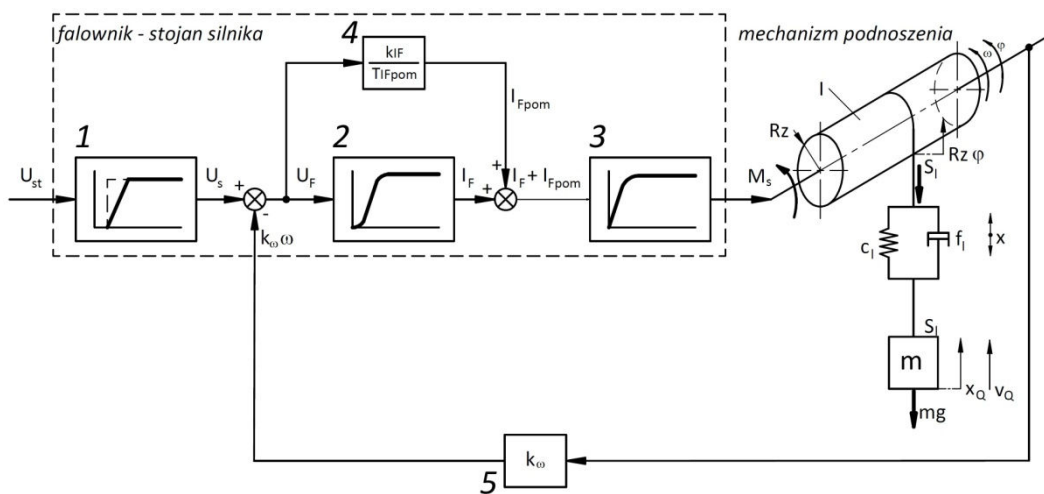 falownik - stojan silnika
mechanizm podnoszenia
4
kIF
TIFpom
IFpom
ω
φ
I
Rz
Rz φ
1
2
3
Ust
Us
+
-
UF
IF
+
+
IF + IFpom
Ms
Sl
kω ω
cl
fl
x
Sl
m
xQ
vQ
mg
kω
5